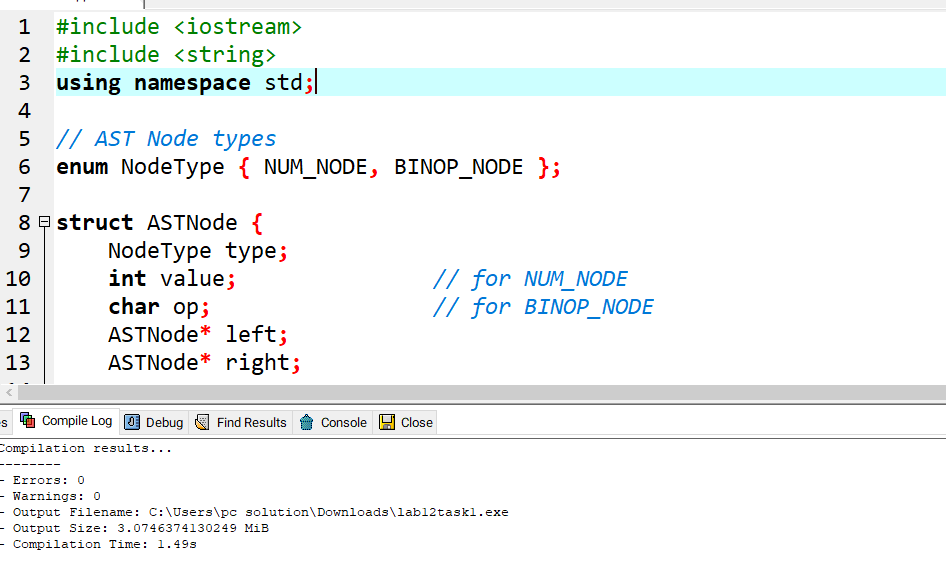 1 #include <iostream>
2 #include <string>
3 using namespace std;
4
5 // AST Node types
6 enum NodeType { NUM_NODE, BINOP_NODE };
7
8 struct ASTNode {
9 NodeType type;
10 int value; // for NUM_NODE
11 char op; // for BINOP_NODE
12 ASTNode* left;
13 ASTNode* right;
Compile Log Debug Find Results Console Close
Compilation results...
--------
- Errors: 0
- Warnings: 0
- Output Filename: C:\Users\pc solution\Downloads\lab12task1.exe
- Output Size: 3.0746374130249 MiB
- Compilation Time: 1.49s